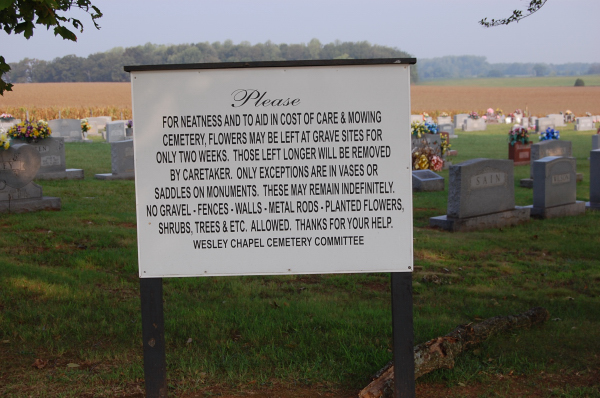 Please
FOR NEATNESS AND TO AID IN COST OF CARE & MOWING
CEMETERY, FLOWERS MAY BE LEFT AT GRAVE SITES FOR
ONLY TWO WEEKS. THOSE LEFT LONGER WILL BE REMOVED
BY CARETAKER. ONLY EXCEPTIONS ARE IN VASES OR
SADDLES ON MONUMENTS. THESE MAY REMAIN INDEFINITELY.
NO GRAVEL - FENCES - WALLS - METAL RODS - PLANTED FLOWERS,
SHRUBS, TREES & ETC. ALLOWED. THANKS FOR YOUR HELP.
WESLEY CHAPEL CEMETERY COMMITTEE
SAIN